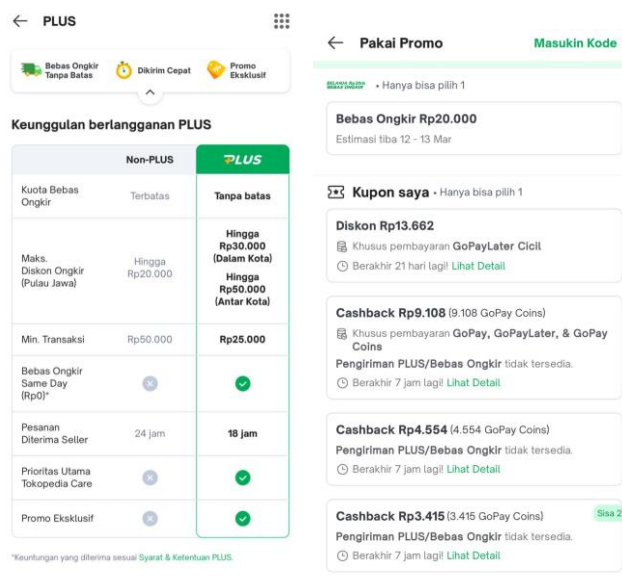 PLUS
Bebas Ongkir
Tanpa Batas
Dikirim Cepat
Promo
Eksklusif
Keunggulan berlangganan PLUS
Non-PLUS
PLUS
Kuota Bebas
Ongkir
Terbatas
Tanpa batas
Maks.
Diskon Ongkir
(Pulau Jawa)
Hingga
Rp20.000
Hingga
Rp30.000
(Dalam Kota)
Hingga
Rp50.000
(Antar Kota)
Min. Transaksi
Rp50.000
Rp25.000
Bebas Ongkir
Same Day
(Rp0)*
Pesanan
Diterima Seller
24 jam
18 jam
Prioritas Utama
Tokopedia Care
Promo Eksklusif
*Keuntungan yang diterima sesuai Syarat & Ketentuan PLUS.
Pakai Promo
Masukin Kode
BEBAS ONGKIR
• Hanya bisa pilih 1
Bebas Ongkir Rp20.000
Estimasi tiba 12 - 13 Mar
Kupon saya • Hanya bisa pilih 1
Diskon Rp13.662
Khusus pembayaran GoPayLater Cicil
Berakhir 21 hari lagi! Lihat Detail
Cashback Rp9.108 (9.108 GoPay Coins)
Khusus pembayaran GoPay, GoPayLater, & GoPay
Coins
Pengiriman PLUS/Bebas Ongkir tidak tersedia.
Berakhir 7 jam lagi! Lihat Detail
Cashback Rp4.554 (4.554 GoPay Coins)
Pengiriman PLUS/Bebas Ongkir tidak tersedia.
Berakhir 7 jam lagi! Lihat Detail
Cashback Rp3.415 (3.415 GoPay Coins)
Sisa 2
Pengiriman PLUS/Bebas Ongkir tidak tersedia.
Berakhir 7 jam lagi! Lihat Detail